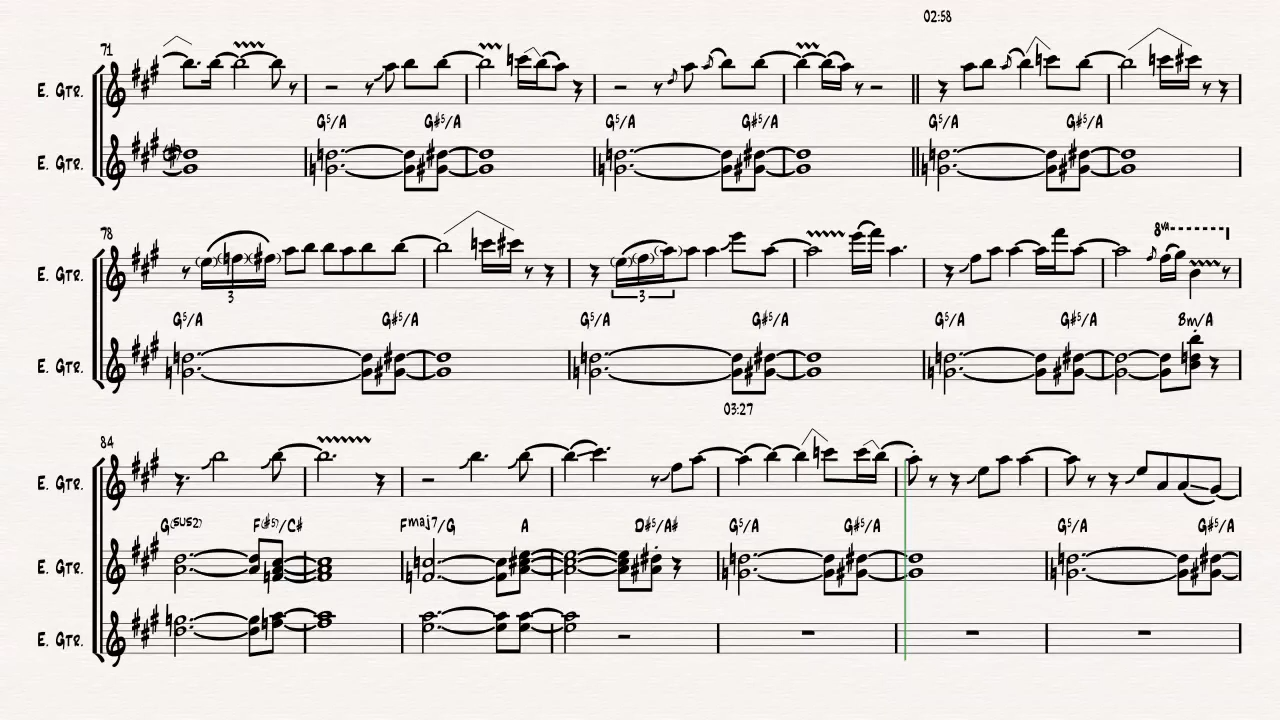 02:58
71
E. Gtr.
G5/A G#5/A G5/A G#5/A G5/A G#5/A
E. Gtr.
78
8va
E. Gtr.
3 3
G5/A G#5/A G5/A G#5/A G5/A G#5/A Bm/A
E. Gtr.
03:27
84
E. Gtr.
G(sus2) F(#5)/C# Fmaj7/G A D#5/A# G5/A G#5/A G5/A G#5/A
E. Gtr.
E. Gtr.